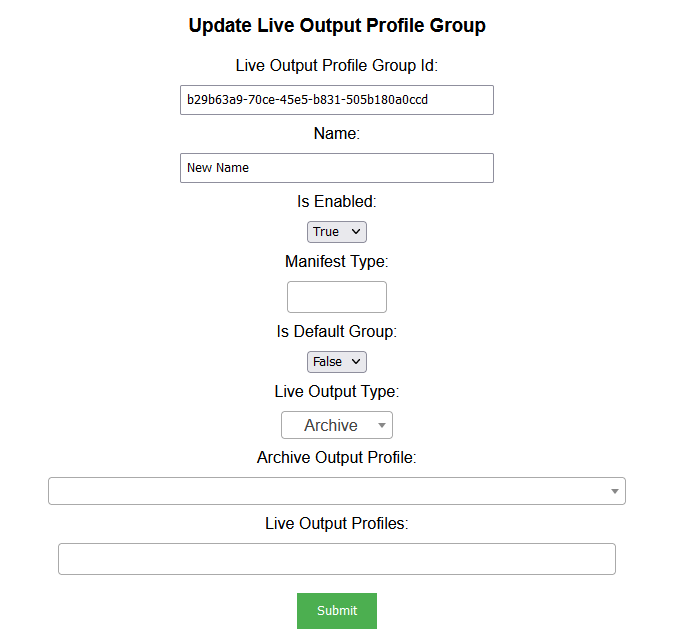 Update Live Output Profile Group
Live Output Profile Group Id:
b29b63a9-70ce-45e5-b831-505b180a0ccd
Name:
New Name
Is Enabled:
True
Manifest Type:
Is Default Group:
False
Live Output Type:
Archive
Archive Output Profile:
Live Output Profiles:
Submit